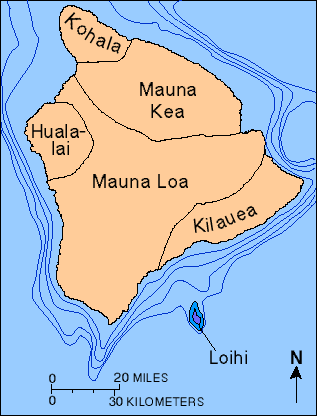 Kohala
Mauna
Kea
Huala-
lai
Mauna Loa
Kilauea
Loihi
N
0 20 MILES
0 30 KILOMETERS